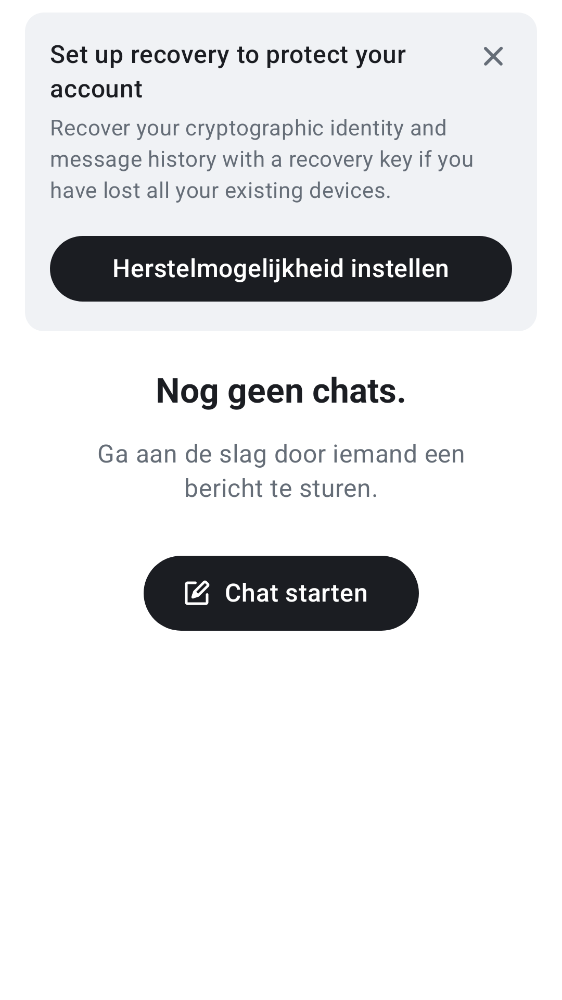 Set up recovery to protect your
account
Recover your cryptographic identity and
message history with a recovery key if you
have lost all your existing devices.
Herstelmogelijkheid instellen
Nog geen chats.
Ga aan de slag door iemand een
bericht te sturen.
Chat starten